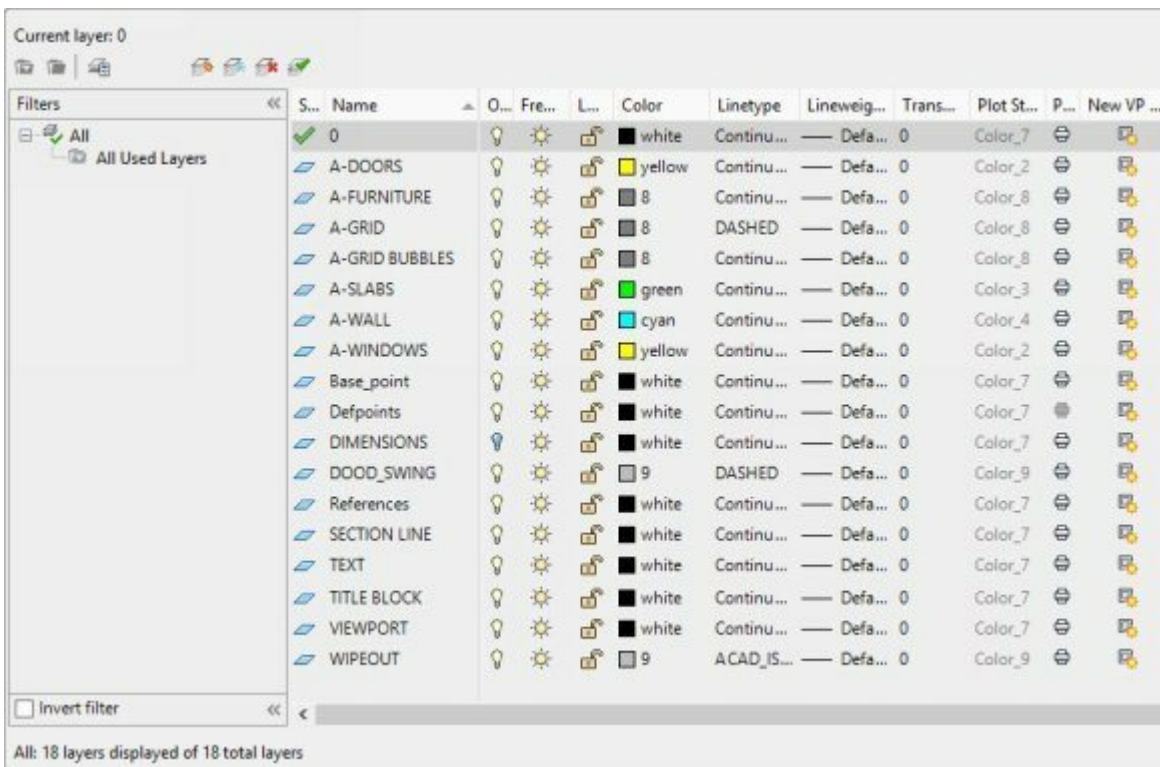 Current layer: 0
Filters
All
All Used Layers
S... Name O... Fre... L... Color Linetype Lineweig... Trans... Plot St... P... New VP ...
0 white Continu... Defa... 0 Color_7
A-DOORS yellow Continu... Defa... 0 Color_2
A-FURNITURE 8 Continu... Defa... 0 Color_8
A-GRID 8 DASHED Defa... 0 Color_8
A-GRID BUBBLES 8 Continu... Defa... 0 Color_8
A-SLABS green Continu... Defa... 0 Color_3
A-WALL cyan Continu... Defa... 0 Color_4
A-WINDOWS yellow Continu... Defa... 0 Color_2
Base_point white Continu... Defa... 0 Color_7
Defpoints white Continu... Defa... 0 Color_7
DIMENSIONS white Continu... Defa... 0 Color_7
DOOD_SWING 9 DASHED Defa... 0 Color_9
References white Continu... Defa... 0 Color_7
SECTION LINE white Continu... Defa... 0 Color_7
TEXT white Continu... Defa... 0 Color_7
TITLE BLOCK white Continu... Defa... 0 Color_7
VIEWPORT white Continu... Defa... 0 Color_7
WIPEOUT 9 ACAD_IS... Defa... 0 Color_9
Invert filter
All: 18 layers displayed of 18 total layers